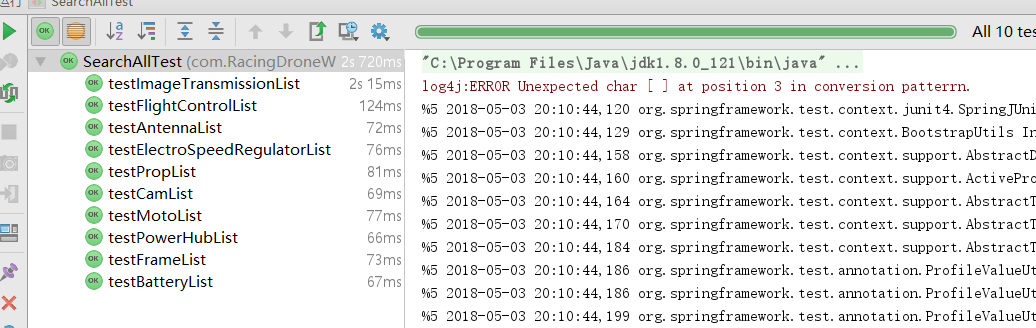 SearchAllTest
All 10 tes
SearchAllTest (com.RacingDroneW 2s 720ms
testImageTransmissionList 2s 15ms
testFlightControlList 124ms
testAntennaList 72ms
testElectroSpeedRegulatorList 76ms
testPropList 81ms
testCamList 69ms
testMotoList 77ms
testPowerHubList 66ms
testFrameList 73ms
testBatteryList 67ms
"C:\Program Files\Java\jdk1.8.0_121\bin\java" ...
log4j:ERROR Unexpected char [ ] at position 3 in conversion patterrn.
%5 2018-05-03 20:10:44,120 org.springframework.test.context.junit4.SpringJUni
%5 2018-05-03 20:10:44,129 org.springframework.test.context.BootstrapUtils In
%5 2018-05-03 20:10:44,158 org.springframework.test.context.support.AbstractD
%5 2018-05-03 20:10:44,160 org.springframework.test.context.support.ActivePro
%5 2018-05-03 20:10:44,164 org.springframework.test.context.support.AbstractT
%5 2018-05-03 20:10:44,170 org.springframework.test.context.support.AbstractT
%5 2018-05-03 20:10:44,184 org.springframework.test.context.support.AbstractT
%5 2018-05-03 20:10:44,186 org.springframework.test.annotation.ProfileValueUt
%5 2018-05-03 20:10:44,186 org.springframework.test.annotation.ProfileValueUt
%5 2018-05-03 20:10:44,199 org.springframework.test.annotation.ProfileValueUt